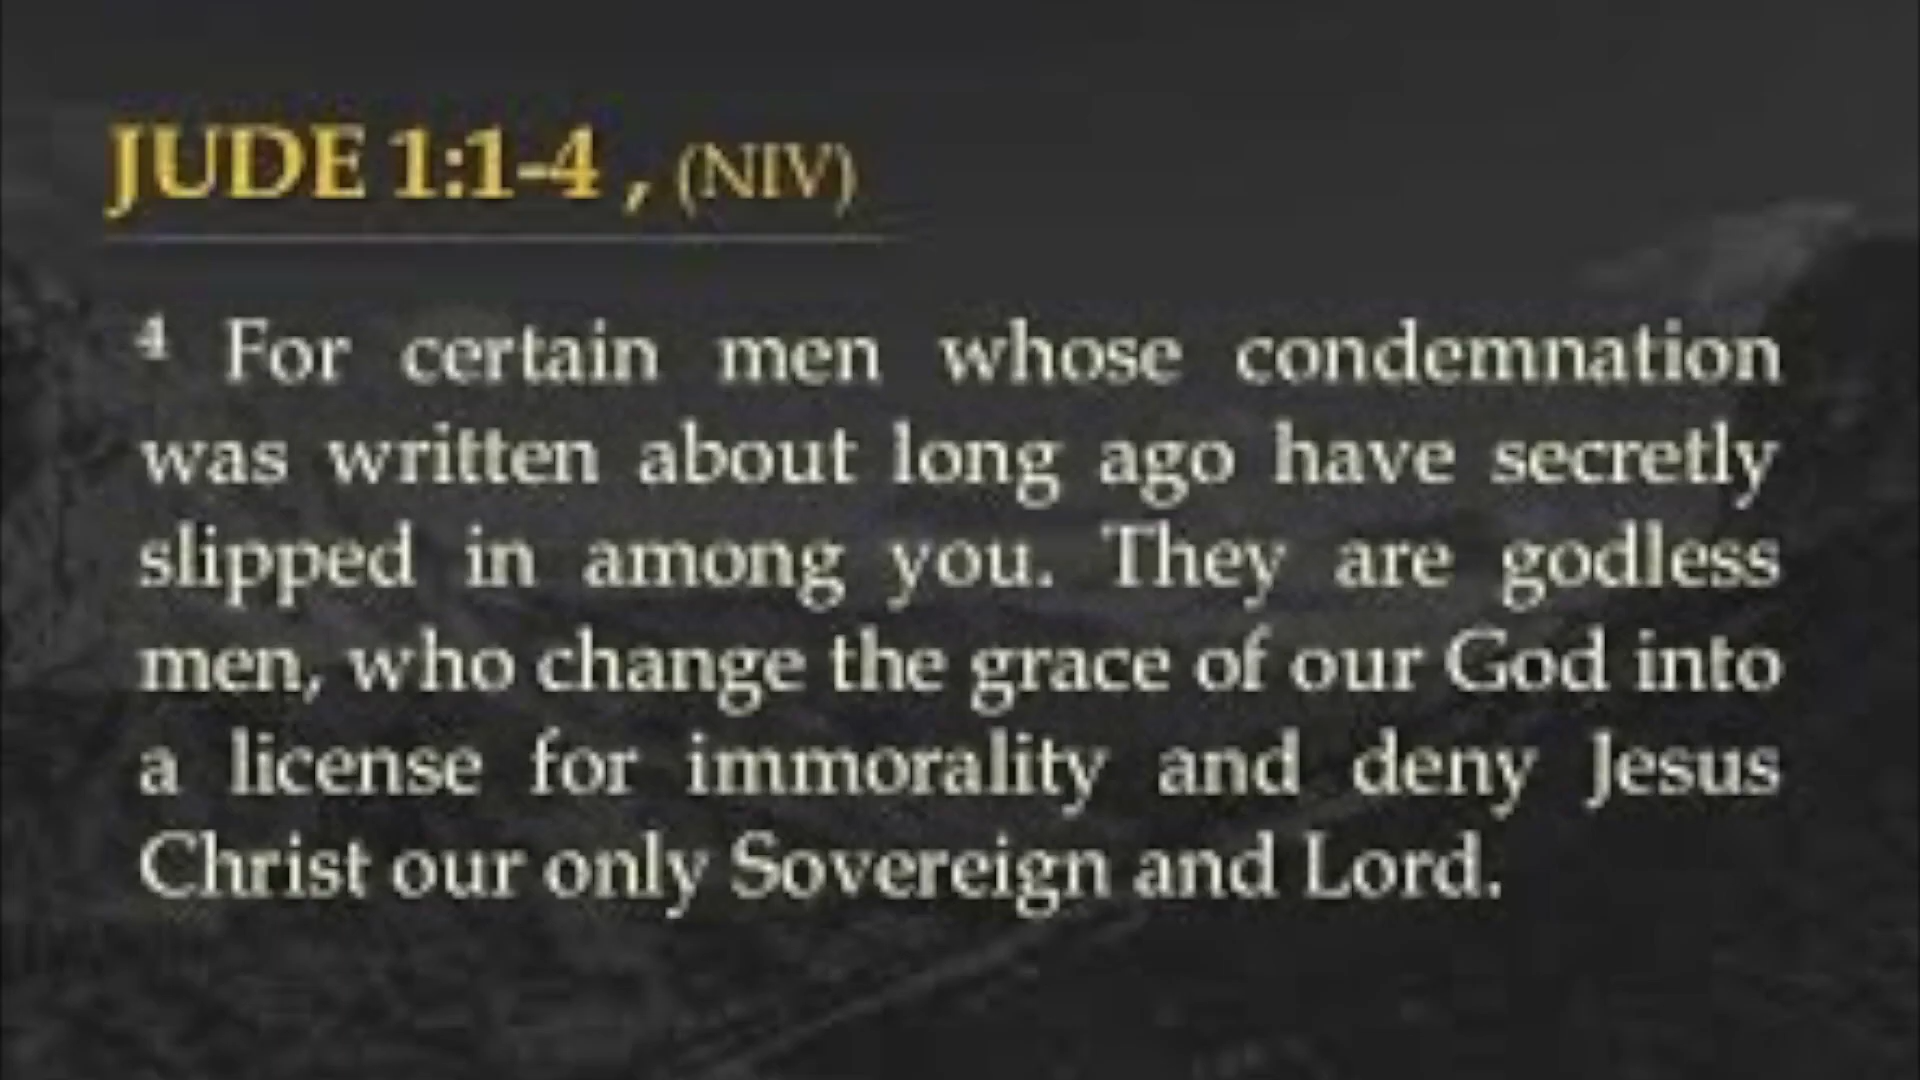 JUDE 1:1-4 , (NIV)
4 For certain men whose condemnation
was written about long ago have secretly
slipped in among you. They are godless
men, who change the grace of our God into
a license for immorality and deny Jesus
Christ our only Sovereign and Lord.